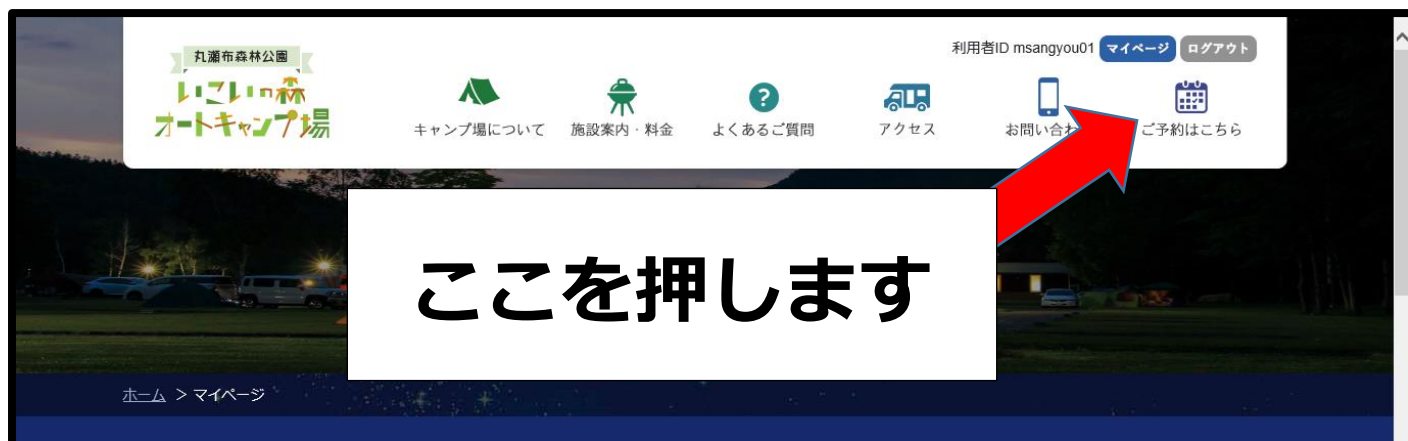 利用者ID msangyou01 マイページ ログアウト
丸瀬布森林公園
いこいの森
オートキャンプ場
キャンプ場について 施設案内・料金 よくあるご質問 アクセス お問い合わ ご予約はこちら
ここを押します
ホーム ＞マイページ